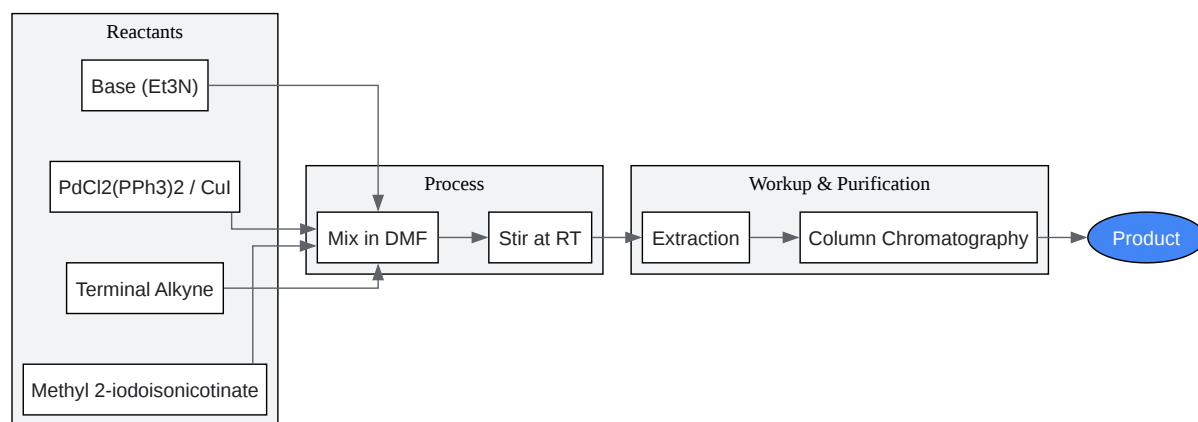 Reactants
Base (Et3N)
PdCl2(PPh3)2 / CuI
Terminal Alkyne
Methyl 2-iodoisonicotinate
Process
Mix in DMF
Stir at RT
Workup & Purification
Extraction
Column Chromatography
Product